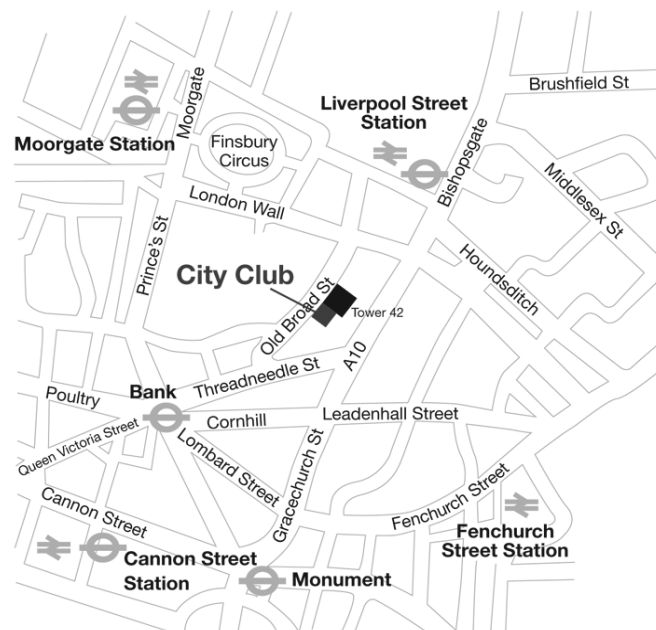 Moorgate
Brushfield St
Liverpool Street
Station
Moorgate Station
Finsbury
Circus
Bishopsgate
Middlesex St
London Wall
Prince's St
Houndsditch
City Club
Old Broad St
Tower 42
A10
Threadneedle St
Bank
Poultry
Cornhill
Leadenhall Street
Queen Victoria Street
Lombard Street
Gracechurch St
Fenchurch Street
Cannon Street
Fenchurch
Street Station
Cannon Street
Station
Monument